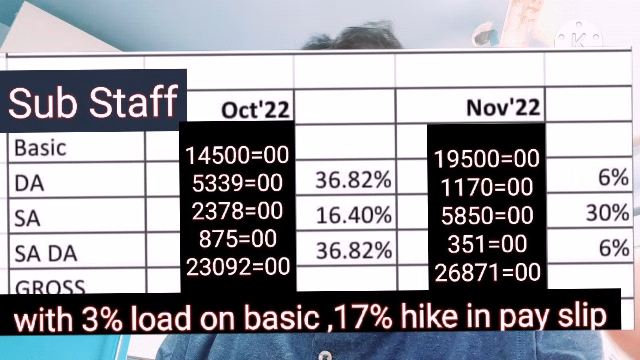 K
Sub Staff Oct'22 Nov'22
Basic 14500=00 19500=00
DA 5339=00 36.82% 1170=00 6%
SA 2378=00 16.40% 5850=00 30%
SA DA 875=00 36.82% 351=00 6%
GROSS 23092=00 26871=00
with 3% load on basic ,17% hike in pay slip